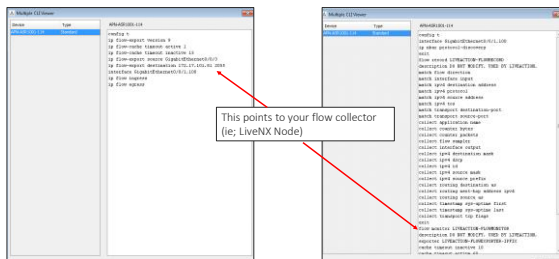 Multiple CLI Viewer
Device Type
APN-ASR1001-114 Standard
APN-ASR1001-114
config t
ip flow-export version 9
ip flow-cache timeout active 1
ip flow-cache timeout inactive 15
ip flow-export source GigabitEthernet0/0/3
ip flow-export destination 2055
interface GigabitEthernet0/0/1.108
ip flow ingress
ip flow egress
This points to your flow collector
(ie; LiveNX Node)
Multiple CLI Viewer
Device Type
APN-ASR1001-114 Standard
APN-ASR1001-114
config t
interface GigabitEthernet0/0/1.108
ip nbar protocol-discovery
exit
flow record LIVEACTION-FLOWRECORD
description DO NOT MODIFY. USED BY LIVEACTION.
match flow direction
match interface input
match ipv4 destination address
match ipv4 protocol
match ipv4 source address
match ipv4 tos
match transport destination-port
match transport source-port
collect application name
collect counter bytes
collect counter packets
collect flow sampler
collect interface output
collect ipv4 destination mask
collect ipv4 dscp
collect ipv4 id
collect ipv4 source mask
collect ipv4 source prefix
collect routing destination as
collect routing next-hop address ipv4
collect routing source as
collect timestamp sys-uptime first
collect timestamp sys-uptime last
collect transport tcp flags
exit
flow monitor LIVEACTION-FLOWMONITOR
description DO NOT MODIFY. USED BY LIVEACTION.
exporter LIVEACTION-FLOWEXPORTER-IPFIX
cache timeout inactive 10
cache timeout active 60